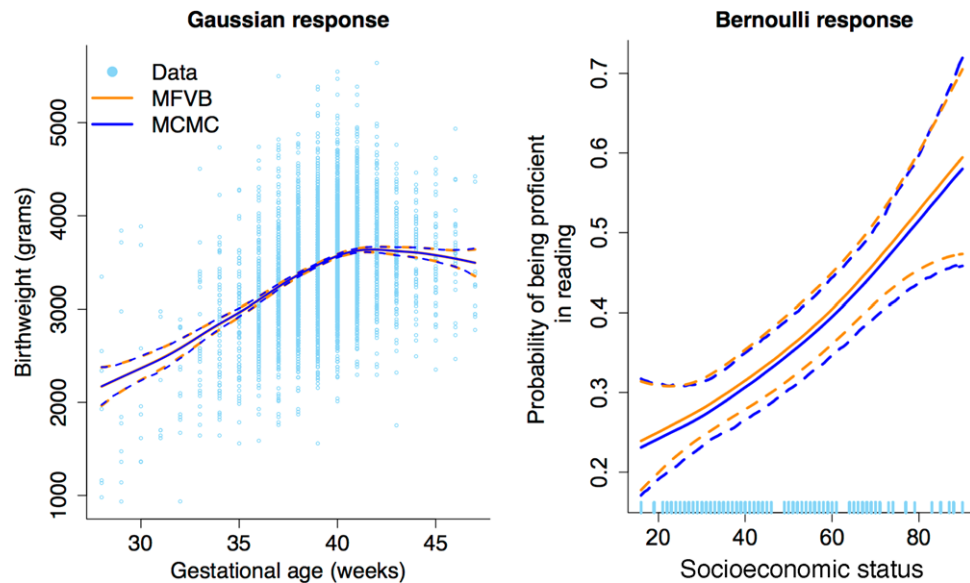 Gaussian response
Data
MFVB
MCMC
Birthweight (grams)
1000
2000
3000
4000
5000
30
35
40
45
Gestational age (weeks)
Bernoulli response
Probability of being proficient
in reading
0.2
0.3
0.4
0.5
0.6
0.7
20
40
60
80
Socioeconomic status